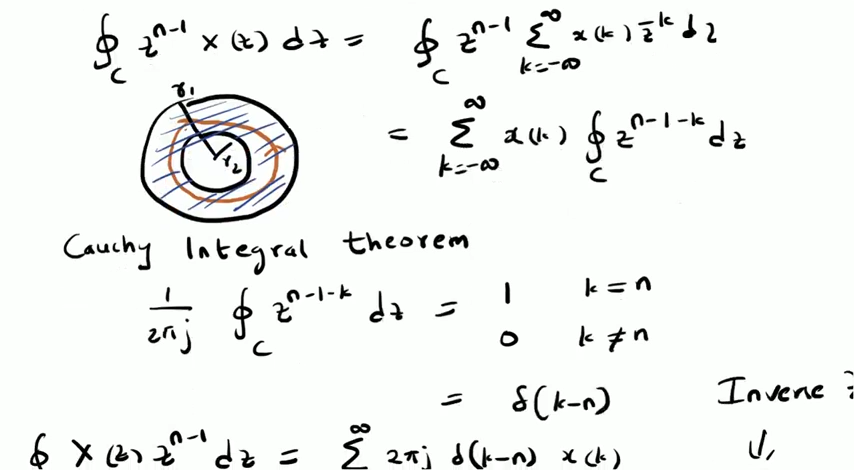 ∮_C z^{n-1} X(z) dz = ∮_C z^{n-1} Σ_{k=-∞}^{∞} x(k) z^{-k} dz
r₁
r₂
= Σ_{k=-∞}^{∞} x(k) ∮_C z^{n-1-k} dz
Cauchy Integral theorem
1/(2πj) ∮_C z^{n-1-k} dz = 1 k = n
0 k ≠ n
= δ(k-n) Inverse
∮ X(z) z^{n-1} dz = Σ^{∞} 2πj δ(k-n) x(k)